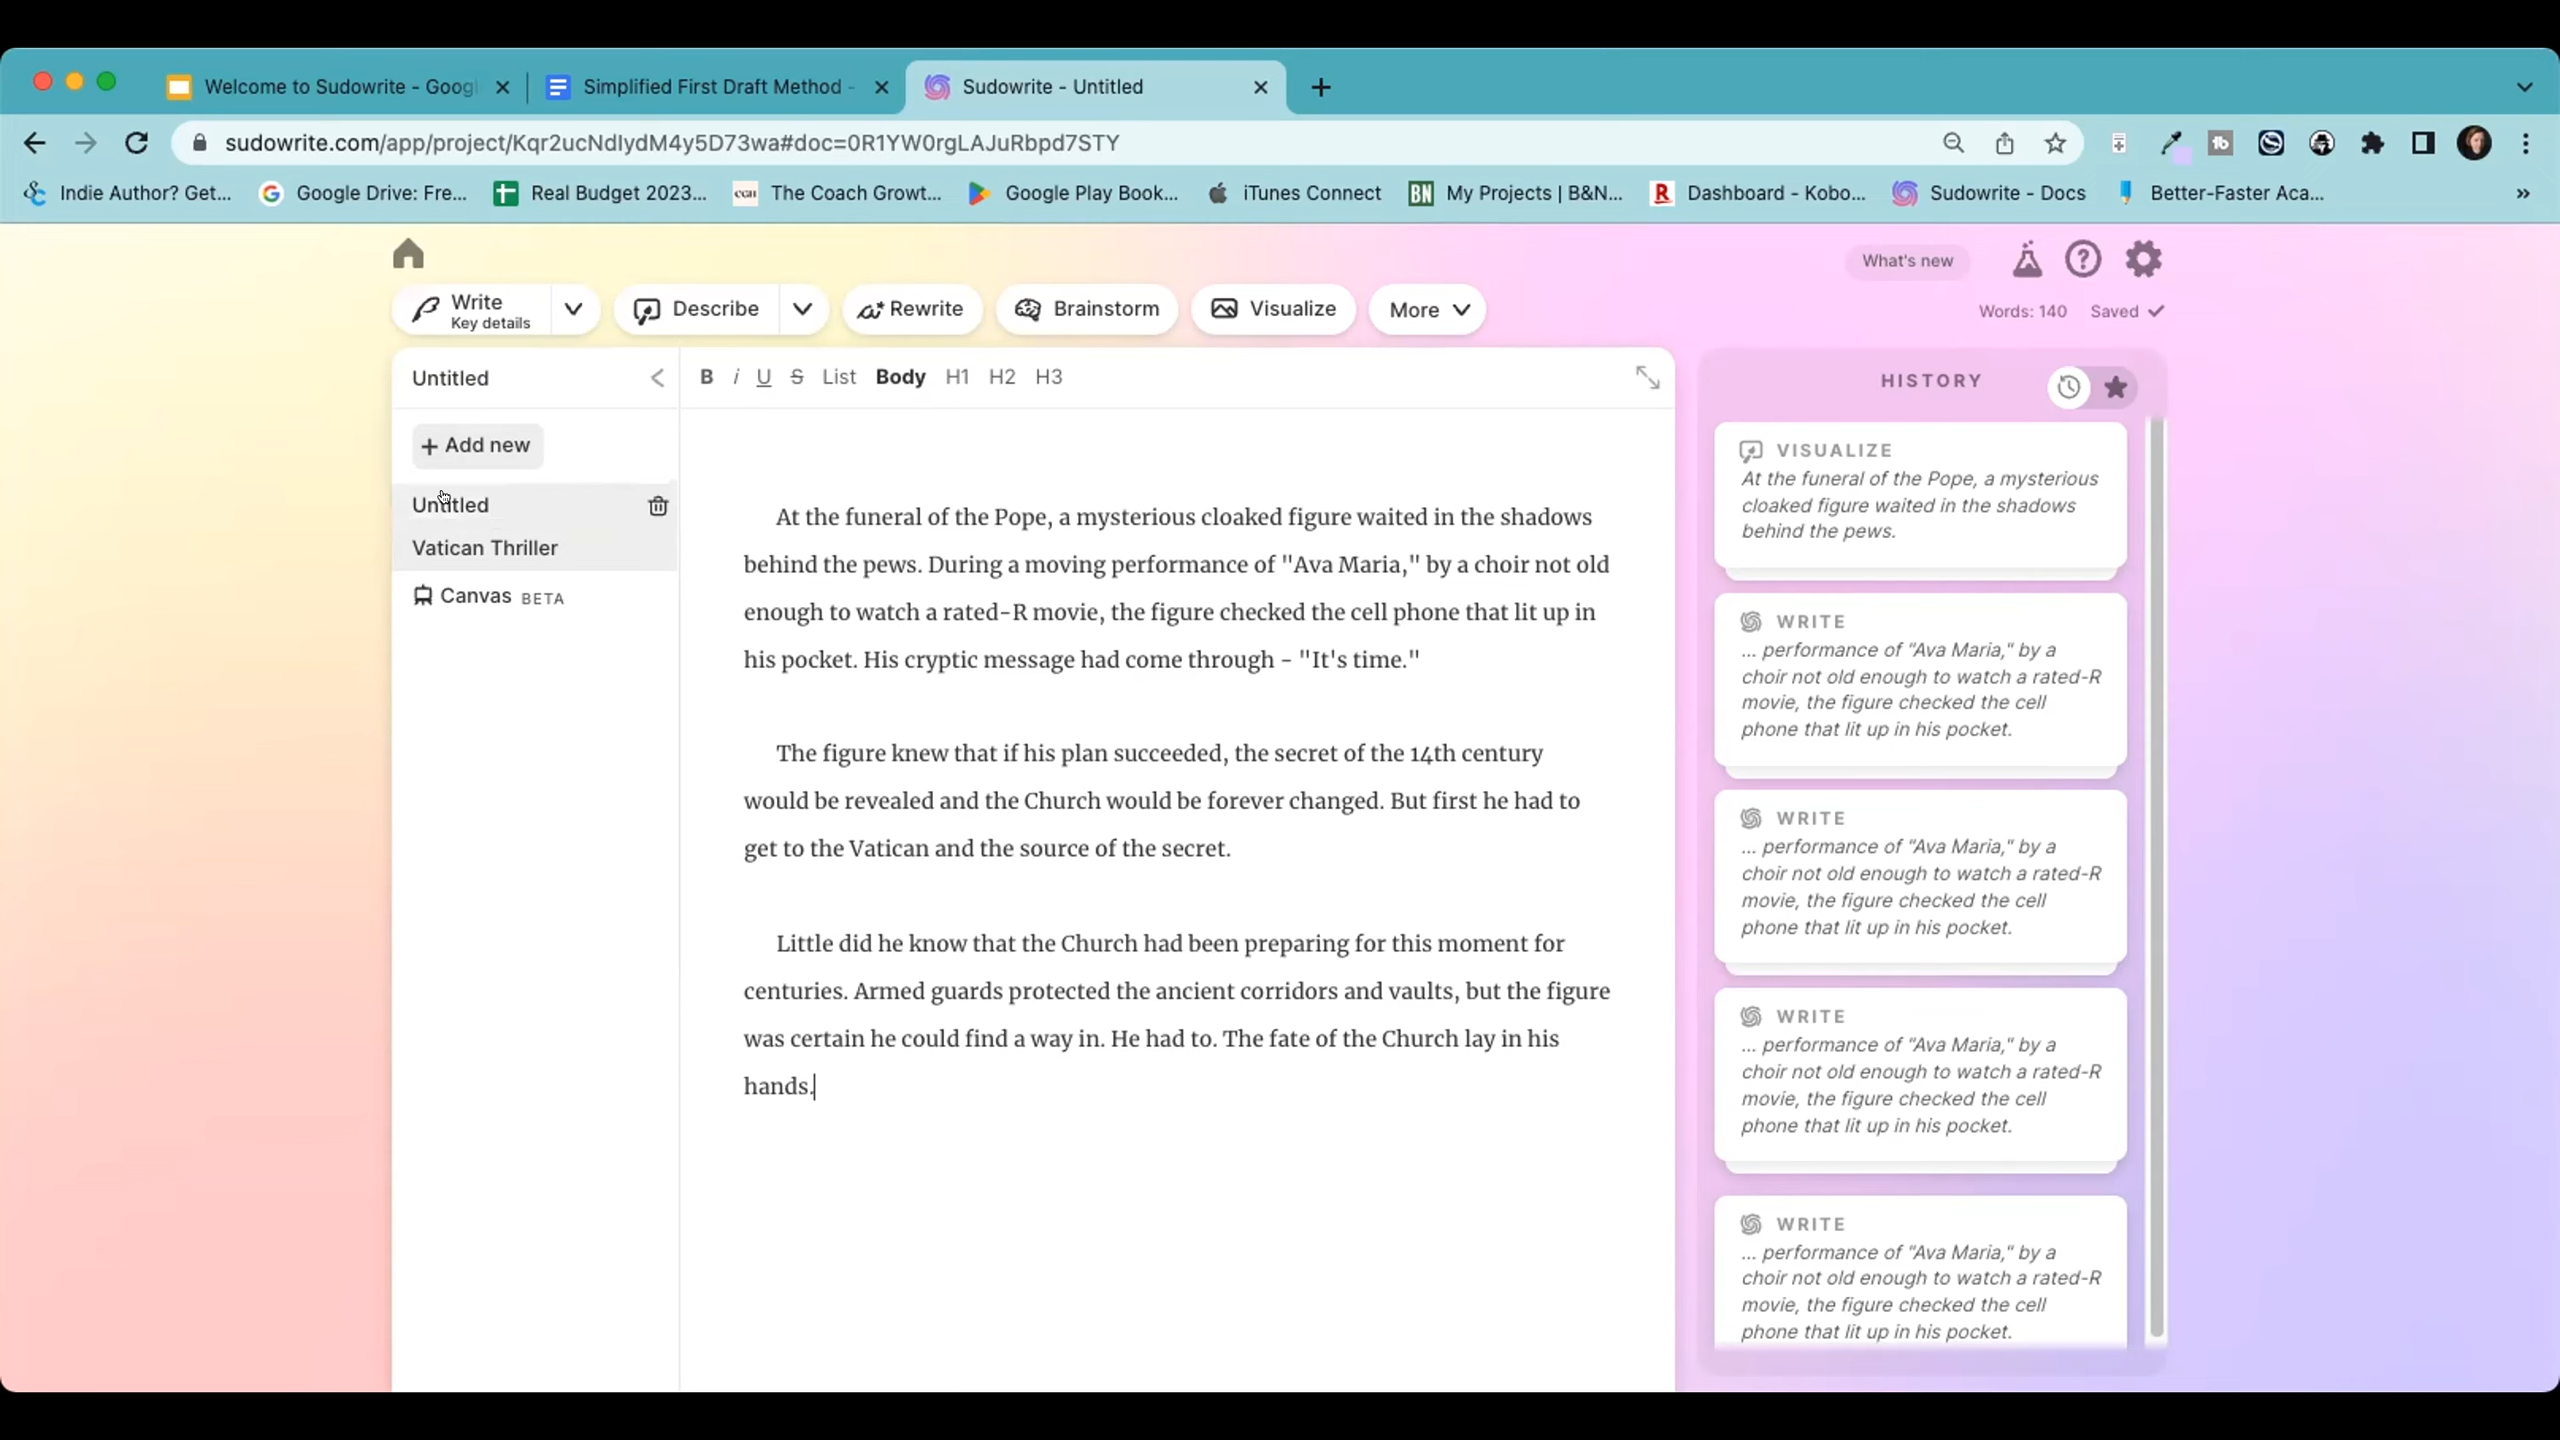 Welcome to Sudowrite - Goog
Simplified First Draft Method -
Sudowrite - Untitled
sudowrite.com/app/project/Kqr2ucNdIydM4y5D73wa#doc=0R1YW0rgLAJuRbpd7STY
Indie Author? Get...
Google Drive: Fre...
Real Budget 2023...
The Coach Growt...
Google Play Book...
iTunes Connect
BN My Projects | B&N...
R Dashboard - Kobo...
Sudowrite - Docs
Better-Faster Aca...
»
What's new
Write
Key details
Describe
Rewrite
Brainstorm
Visualize
More
Words: 140 Saved
Untitled
B i U S List Body H1 H2 H3
+ Add new
Untitled
Vatican Thriller
Canvas BETA
At the funeral of the Pope, a mysterious cloaked figure waited in the shadows
behind the pews. During a moving performance of "Ava Maria," by a choir not old
enough to watch a rated-R movie, the figure checked the cell phone that lit up in
his pocket. His cryptic message had come through - "It's time."
The figure knew that if his plan succeeded, the secret of the 14th century
would be revealed and the Church would be forever changed. But first he had to
get to the Vatican and the source of the secret.
Little did he know that the Church had been preparing for this moment for
centuries. Armed guards protected the ancient corridors and vaults, but the figure
was certain he could find a way in. He had to. The fate of the Church lay in his
hands.
HISTORY
VISUALIZE
At the funeral of the Pope, a mysterious
cloaked figure waited in the shadows
behind the pews.
WRITE
... performance of "Ava Maria," by a
choir not old enough to watch a rated-R
movie, the figure checked the cell
phone that lit up in his pocket.
WRITE
... performance of "Ava Maria," by a
choir not old enough to watch a rated-R
movie, the figure checked the cell
phone that lit up in his pocket.
WRITE
... performance of "Ava Maria," by a
choir not old enough to watch a rated-R
movie, the figure checked the cell
phone that lit up in his pocket.
WRITE
... performance of "Ava Maria," by a
choir not old enough to watch a rated-R
movie, the figure checked the cell
phone that lit up in his pocket.